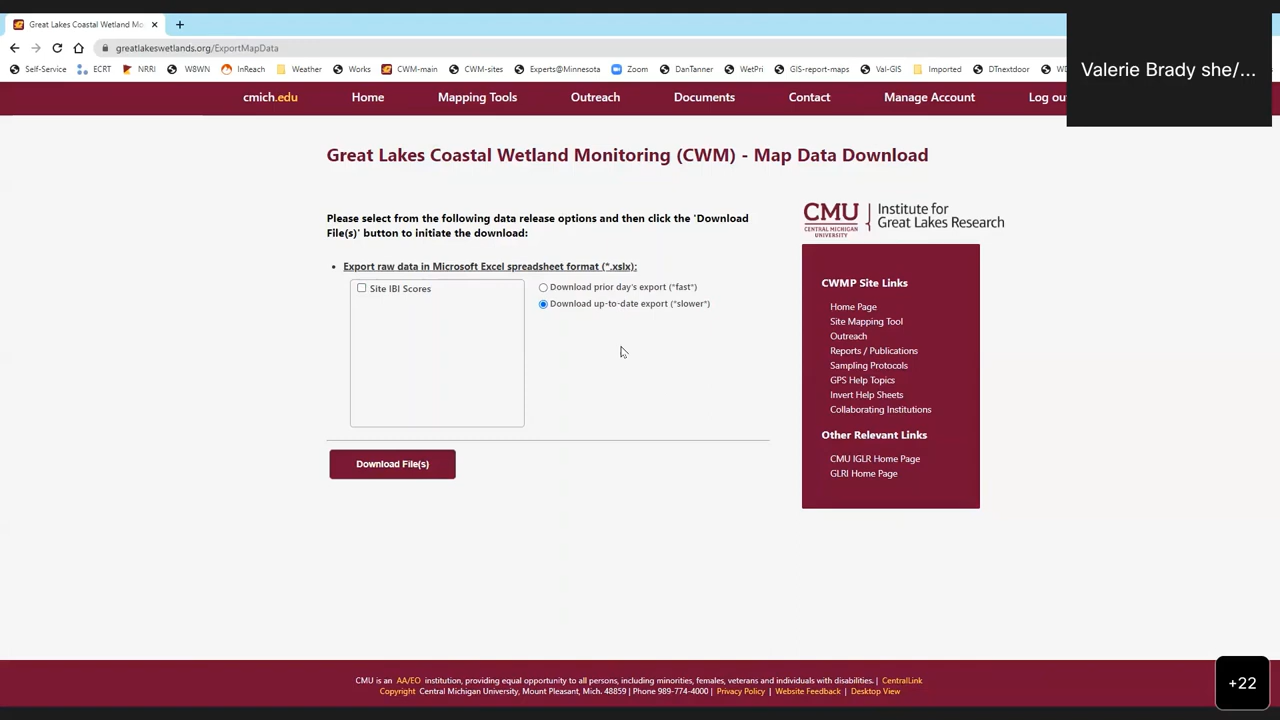 Great Lakes Coastal Wetland Mo
greatlakeswetlands.org/ExportMapData
Self-Service ECRT NRRI W8WN InReach Weather Works CWM-main CWM-sites Experts@Minnesota Zoom DanTanner WetPri GIS-report-maps Val-GIS Imported DTnextdoor
Valerie Brady she/...
cmich.edu Home Mapping Tools Outreach Documents Contact Manage Account Log ou
Great Lakes Coastal Wetland Monitoring (CWM) - Map Data Download
Please select from the following data release options and then click the 'Download
File(s)' button to initiate the download:
Export raw data in Microsoft Excel spreadsheet format (*.xslx):
Site IBI Scores
Download prior day's export (*fast*)
Download up-to-date export (*slower*)
Download File(s)
CMU
CENTRAL MICHIGAN
UNIVERSITY
Institute for
Great Lakes Research
CWMP Site Links
Home Page
Site Mapping Tool
Outreach
Reports / Publications
Sampling Protocols
GPS Help Topics
Invert Help Sheets
Collaborating Institutions
Other Relevant Links
CMU IGLR Home Page
GLRI Home Page
CMU is an AA/EO institution, providing equal opportunity to all persons, including minorities, females, veterans and individuals with disabilities. | CentralLink
Copyright Central Michigan University, Mount Pleasant, Mich. 48859 | Phone 989-774-4000 | Privacy Policy | Website Feedback | Desktop View
+22